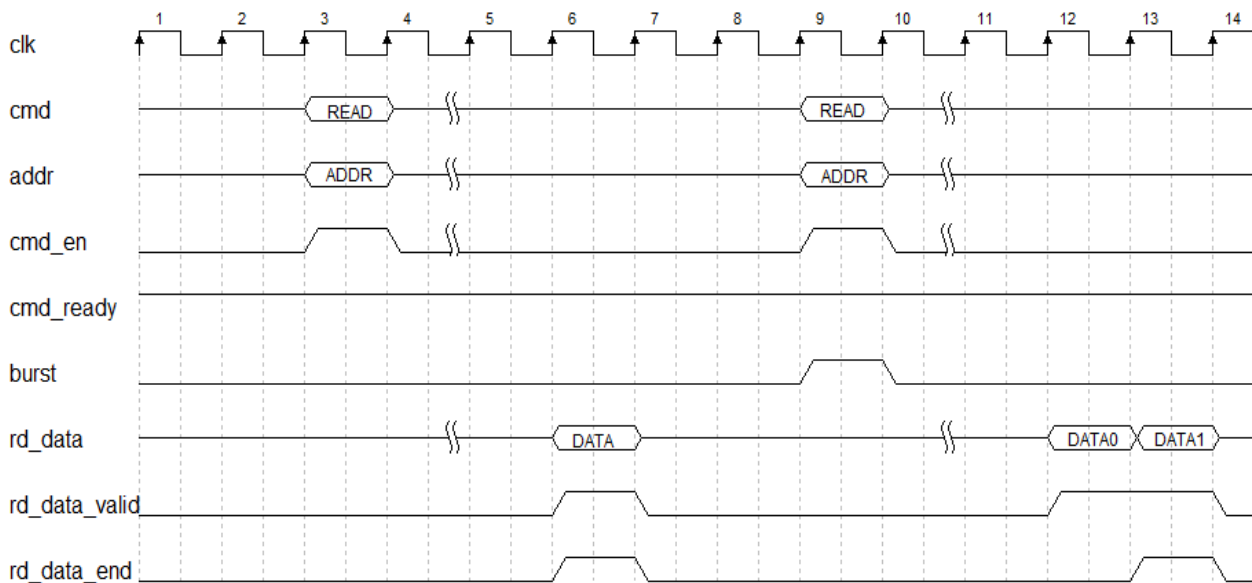 1 2 3 4 5 6 7 8 9 10 11 12 13 14
clk
cmd READ READ
addr ADDR ADDR
cmd_en
cmd_ready
burst
rd_data DATA DATA0 DATA1
rd_data_valid
rd_data_end